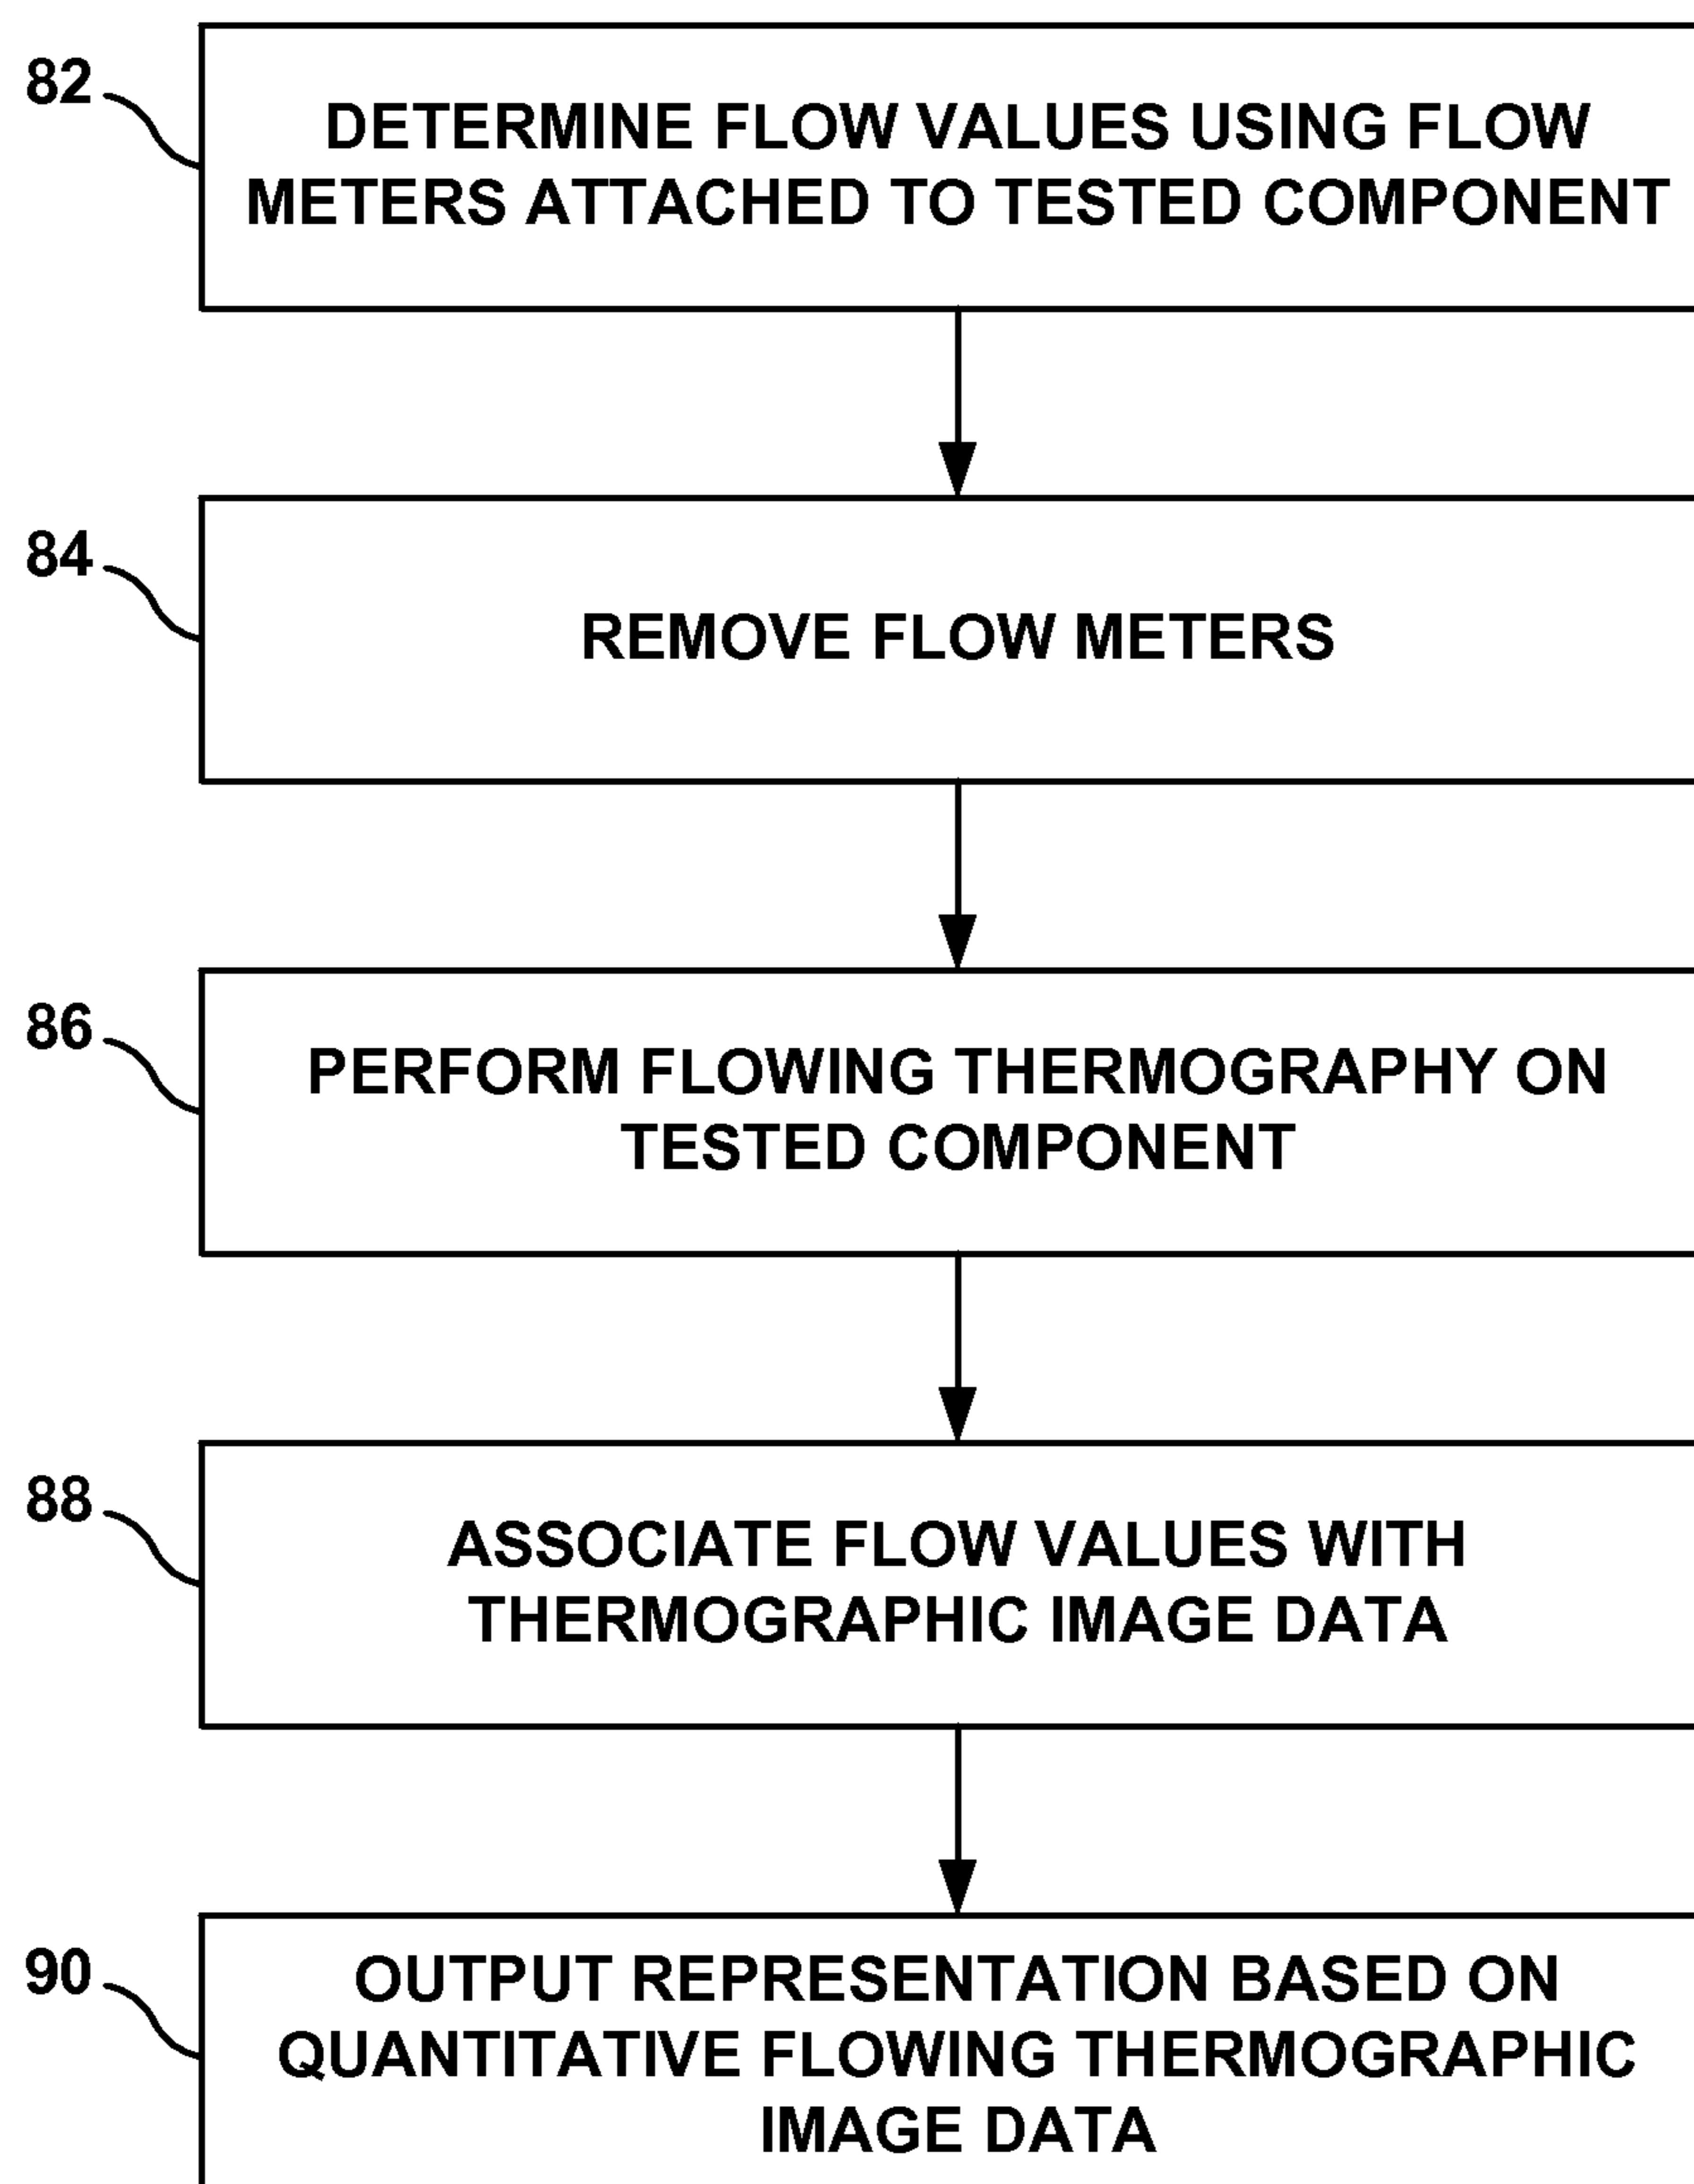 82
DETERMINE FLOW VALUES USING FLOW
METERS ATTACHED TO TESTED COMPONENT
84
REMOVE FLOW METERS
86
PERFORM FLOWING THERMOGRAPHY ON
TESTED COMPONENT
88
ASSOCIATE FLOW VALUES WITH
THERMOGRAPHIC IMAGE DATA
90
OUTPUT REPRESENTATION BASED ON
QUANTITATIVE FLOWING THERMOGRAPHIC
IMAGE DATA